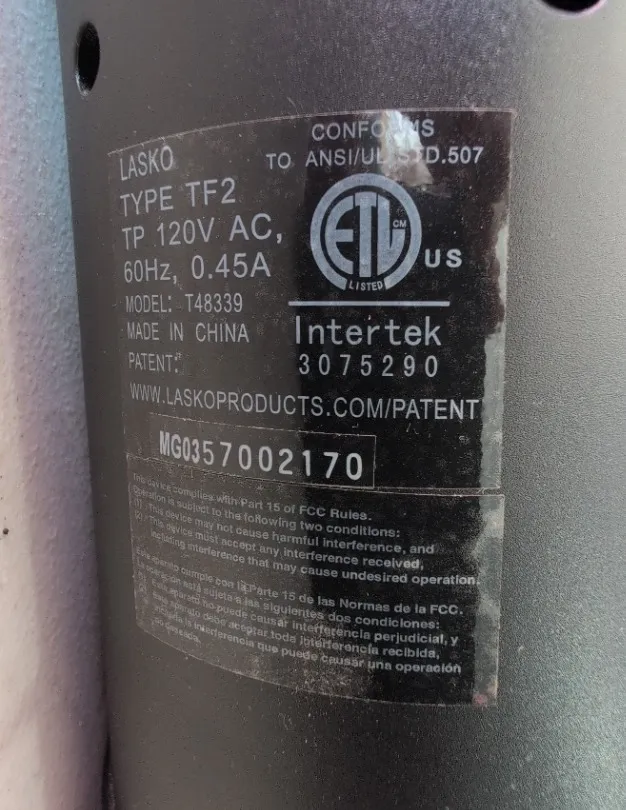 LASKO
TYPE TF2
TP 120V AC,
60Hz, 0.45A
MODEL: T48339
MADE IN CHINA
PATENT:
WWW.LASKOPRODUCTS.COM/PATENT
CONFORMS
TO ANSI/UL STD.507
ETL CM
LISTED
US
Intertek
3075290
MG0357002170
This device complies with Part 15 of FCC Rules.
Operation is subject to the following two conditions:
(1) This device may not cause harmful interference, and
(2) This device must accept any interference received,
including interference that may cause undesired operation.
Este aparato cumple con la Parte 15 de las Normas de la FCC.
Su operación está sujeta a las siguientes dos condiciones:
(1) Este aparato no puede causar interferencia perjudicial, y
(2) Este aparato debe aceptar toda interferencia recibida,
incluida la interferencia que puede causar una operación
no deseada.